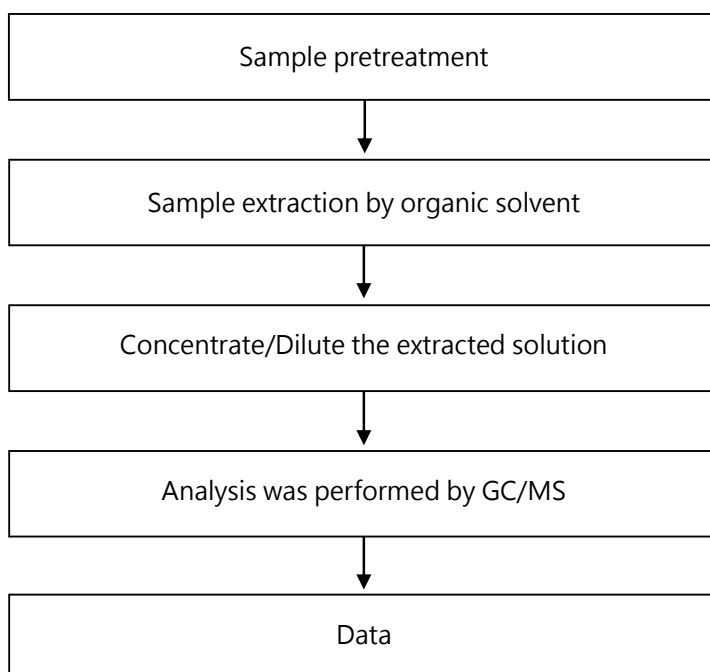 Sample pretreatment
Sample extraction by organic solvent
Concentrate/Dilute the extracted solution
Analysis was performed by GC/MS
Data